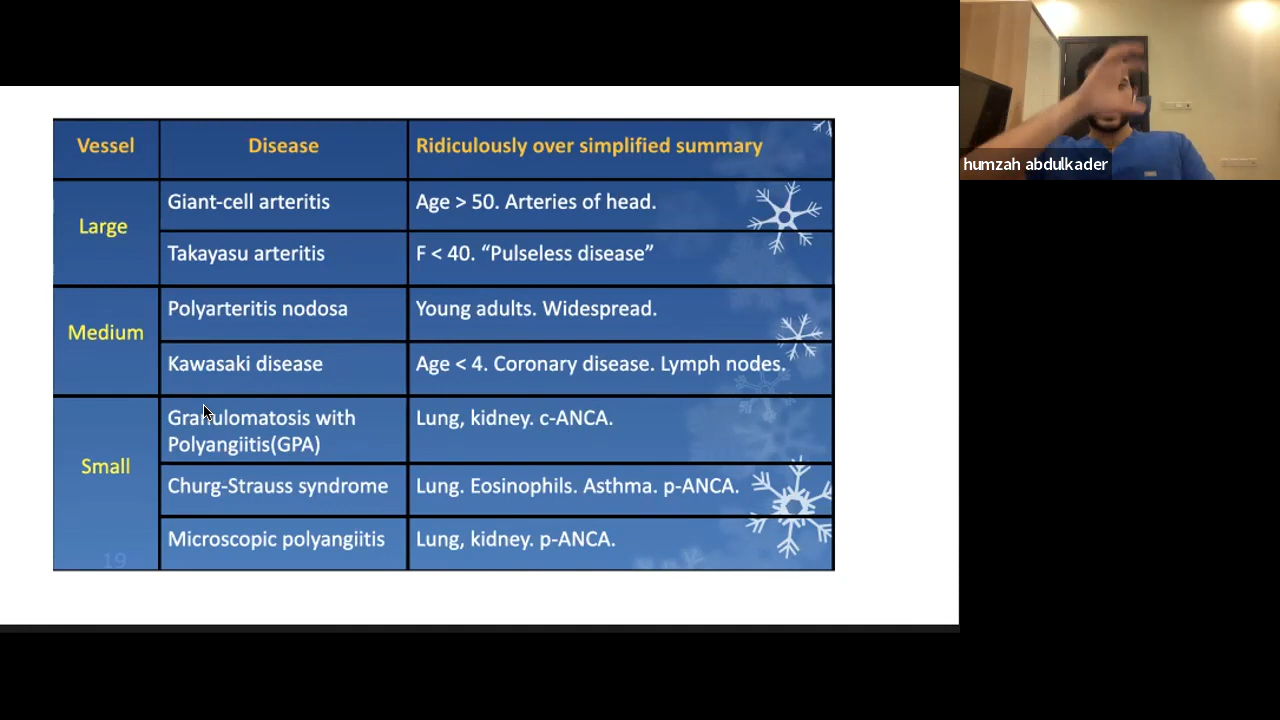 Vessel Disease Ridiculously over simplified summary
Large
Giant-cell arteritis Age > 50. Arteries of head.
Takayasu arteritis F < 40. “Pulseless disease”
Medium
Polyarteritis nodosa Young adults. Widespread.
Kawasaki disease Age < 4. Coronary disease. Lymph nodes.
Small
Granulomatosis with Lung, kidney. c-ANCA.
Polyangiitis(GPA)
Churg-Strauss syndrome Lung. Eosinophils. Asthma. p-ANCA.
Microscopic polyangiitis Lung, kidney. p-ANCA.
19
humzah abdulkader